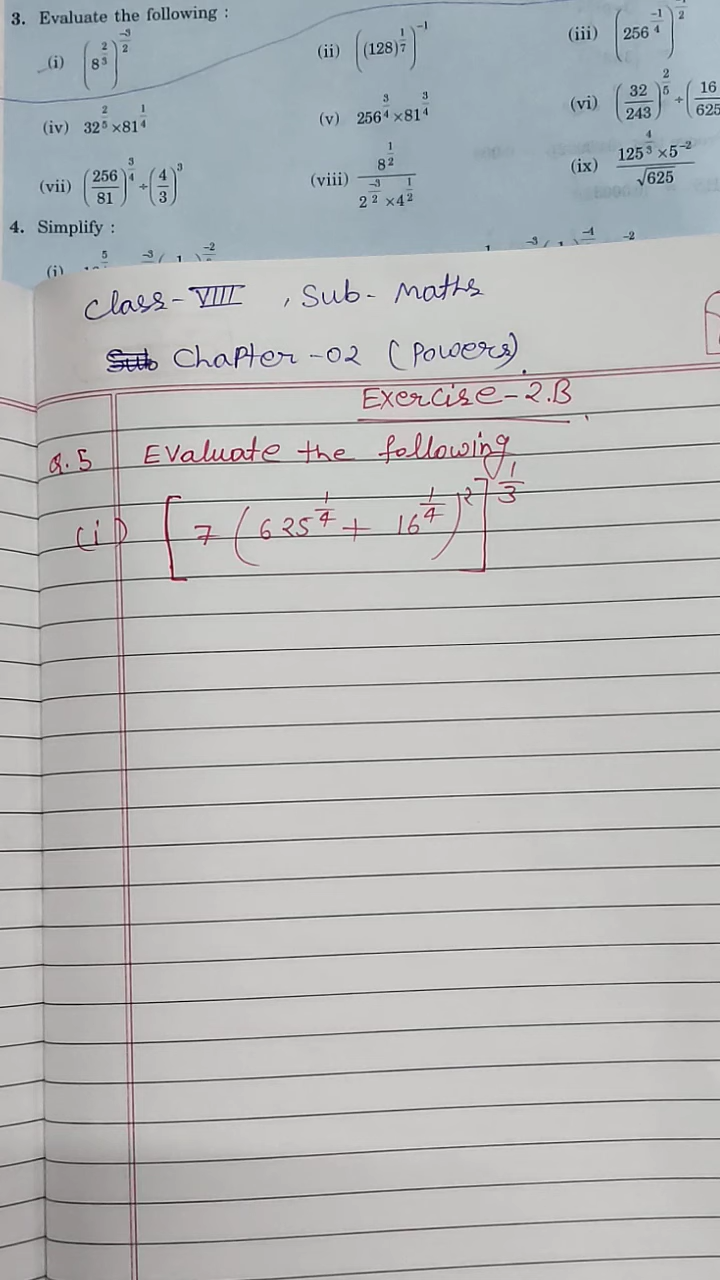 3. Evaluate the following :
(i) (8^(2/3))^(-3/2) (ii) ((128)^(1/7))^(-1) (iii) (256^(-1/4))
(iv) 32^(2/5) ×81^(1/4) (v) 256^(3/4) ×81^(3/4) (vi) (32/243)^(2/5) ÷ (16/625
(vii) (256/81)^(3/4) ÷ (4/3)^3 (viii) 8^(1/2) / (2^(-3/2) ×4^(1/2)) (ix) (125^(4/3) ×5^(-2)) / √625
4. Simplify :
(i)
Class-VIII , Sub- Maths
Chapter-02 (Powers).
Exercise-2.B
Q.5 Evaluate the following
(i) [7 (625^(1/4) + 16^(1/4))^2]^(1/3)